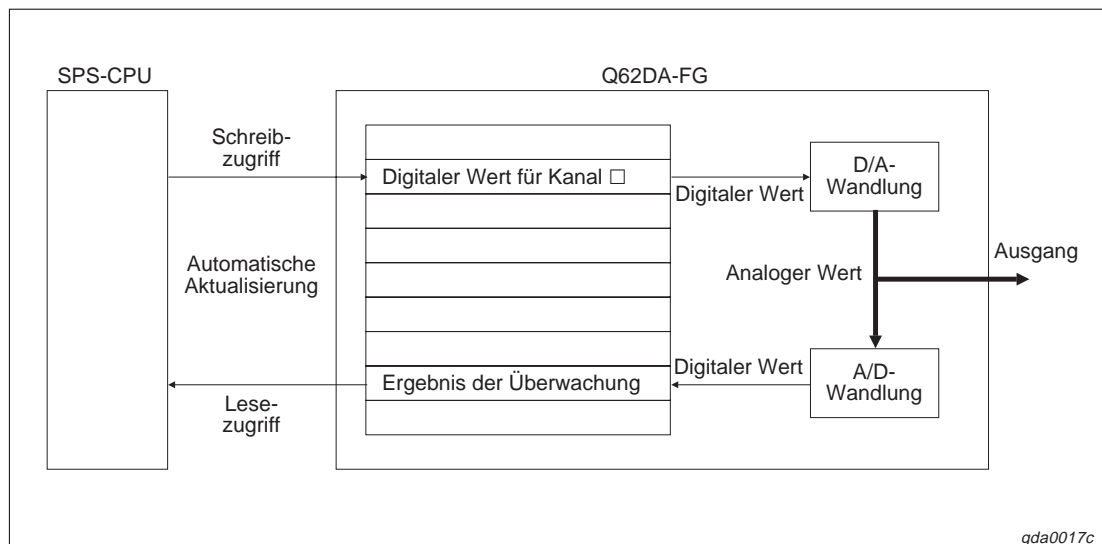 SPS-CPU
Q62DA-FG
Schreib-
zugriff
Digitaler Wert für Kanal □
Digitaler Wert
D/A-
Wandlung
Automatische
Aktualisierung
Analoger Wert
Ausgang
Lese-
zugriff
Ergebnis der Überwachung
Digitaler Wert
A/D-
Wandlung
qda0017c